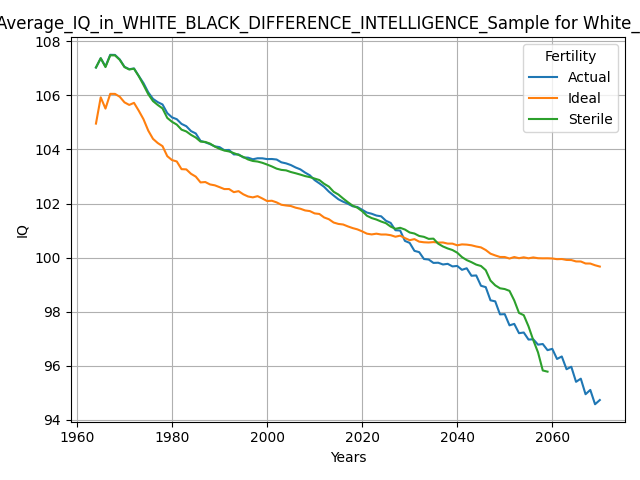 Average_IQ_in_WHITE_BLACK_DIFFERENCE_INTELLIGENCE_Sample for White_
108
106
104
102
100
98
96
94
IQ
Fertility
Actual
Ideal
Sterile
1960
1980
2000
2020
2040
2060
Years